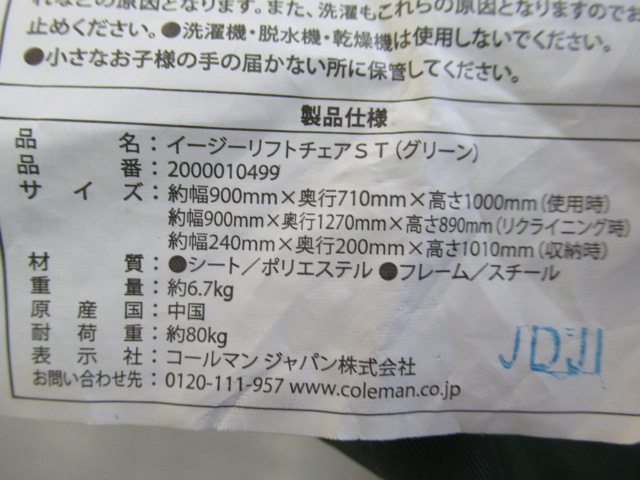 止めください。●洗濯機・脱水機・乾燥機は使用しないでください。
●小さなお子様の手の届かない所に保管してください。
製品仕様
品名：イージーリフトチェアST（グリーン）
品番：2000010499
サイズ：約幅900mm×奥行710mm×高さ1000mm（使用時）
約幅900mm×奥行1270mm×高さ890mm（リクライニング時）
約幅240mm×奥行200mm×高さ1010mm（収納時）
材質：●シート／ポリエステル ●フレーム／スチール
重量：約6.7kg
原産国：中国
耐荷重：約80kg
表示社：コールマン ジャパン株式会社
お問い合わせ先：0120-111-957 www.coleman.co.jp